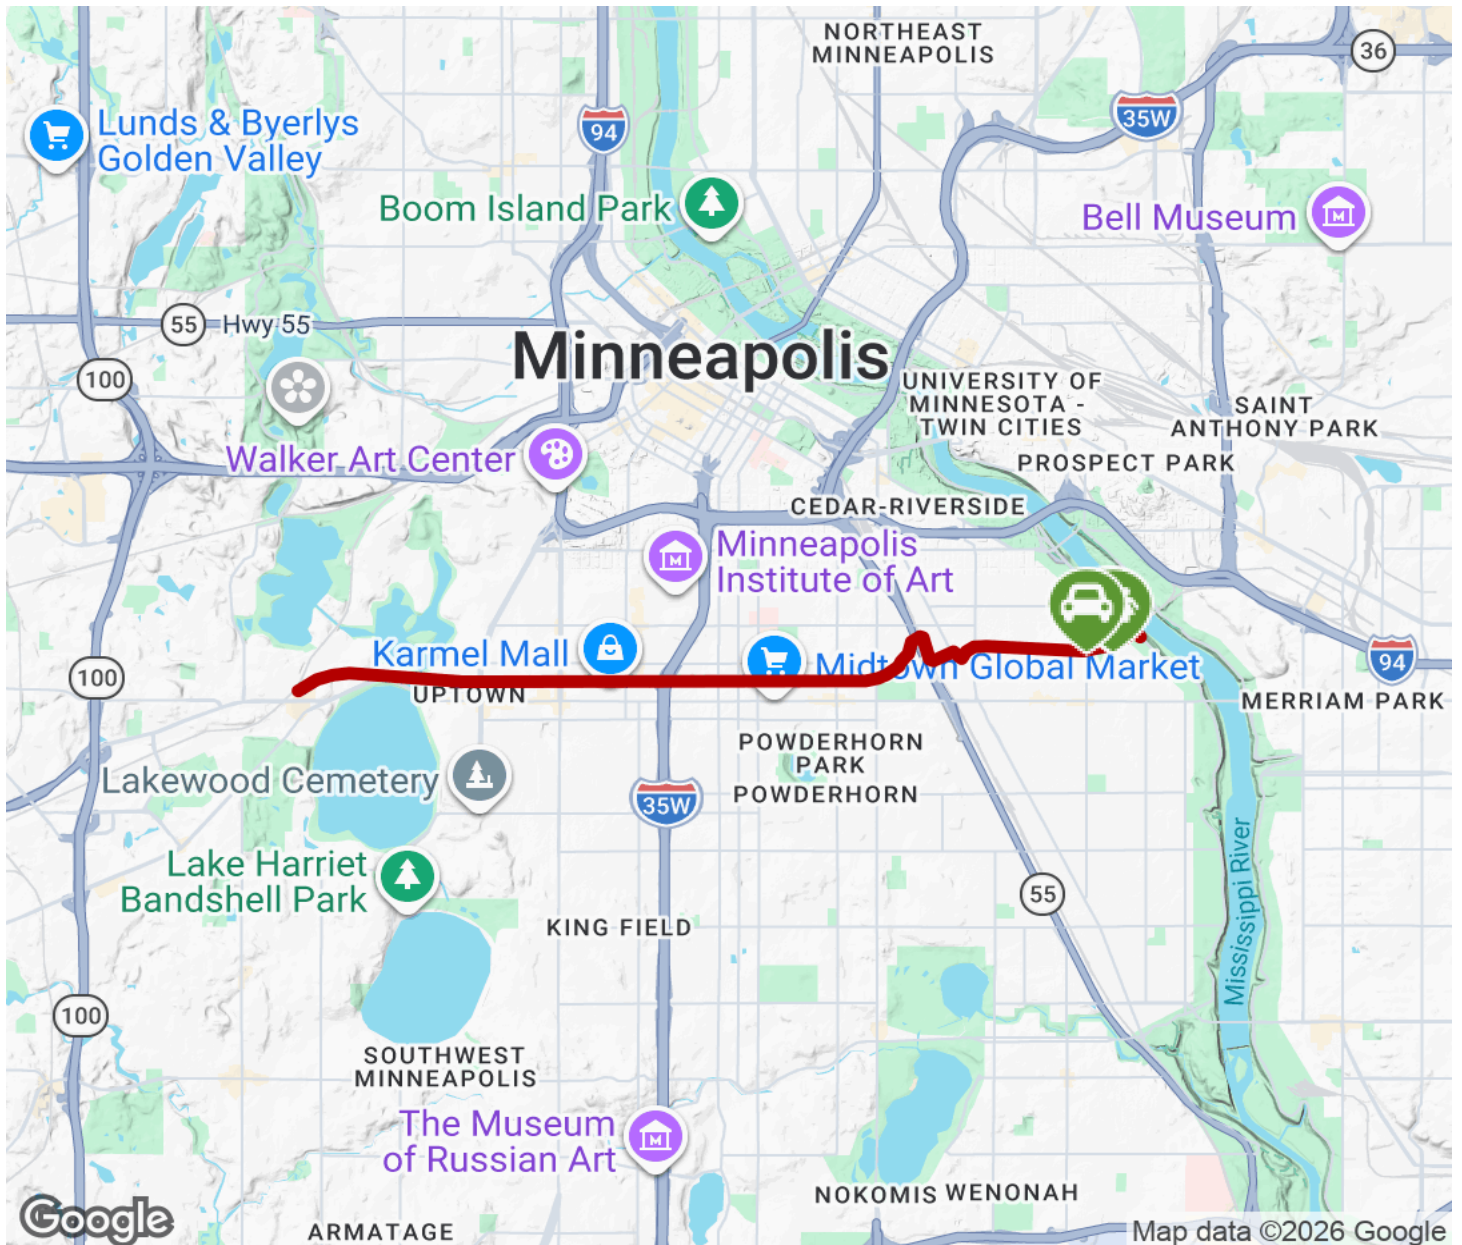 NORTHEAST
MINNEAPOLIS
36
35W
94
Lunds & Byerlys
Golden Valley
Boom Island Park
Bell Museum
55
Hwy 55
Minneapolis
100
UNIVERSITY OF
MINNESOTA -
TWIN CITIES
SAINT
ANTHONY PARK
Walker Art Center
PROSPECT PARK
CEDAR-RIVERSIDE
Minneapolis
Institute of Art
Karmel Mall
Midtown Global Market
94
100
UPTOWN
MERRIAM PARK
POWDERHORN
PARK
POWDERHORN
Lakewood Cemetery
35W
Lake Harriet
Bandshell Park
55
Mississippi River
KING FIELD
100
SOUTHWEST
MINNEAPOLIS
The Museum
of Russian Art
NOKOMIS
WENONAH
Google
ARMATAGE
Map data ©2026 Google